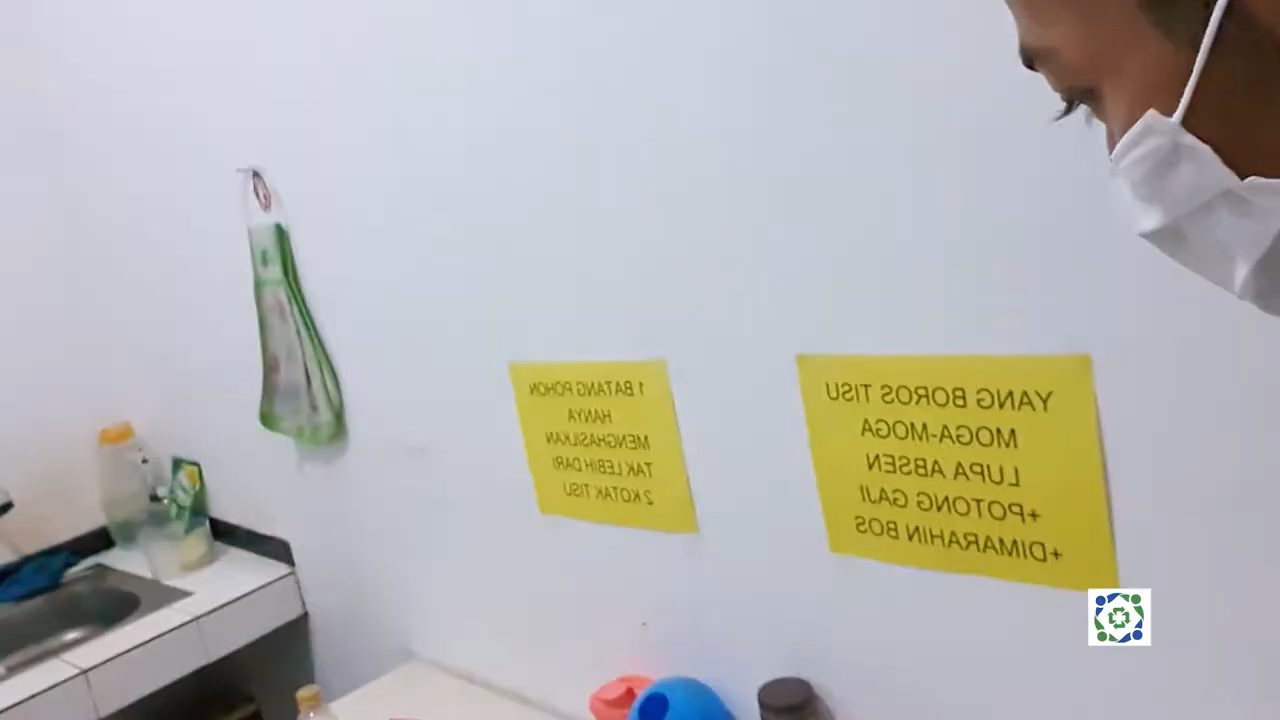 1 BATANG POHON
HANYA
MENGHASILKAN
TAK LEBIH DARI
2 KOTAK TISU
YANG BOROS TISU
MOGA-MOGA
LUPA ABSEN
+POTONG GAJI
+DIMARAHIN BOS